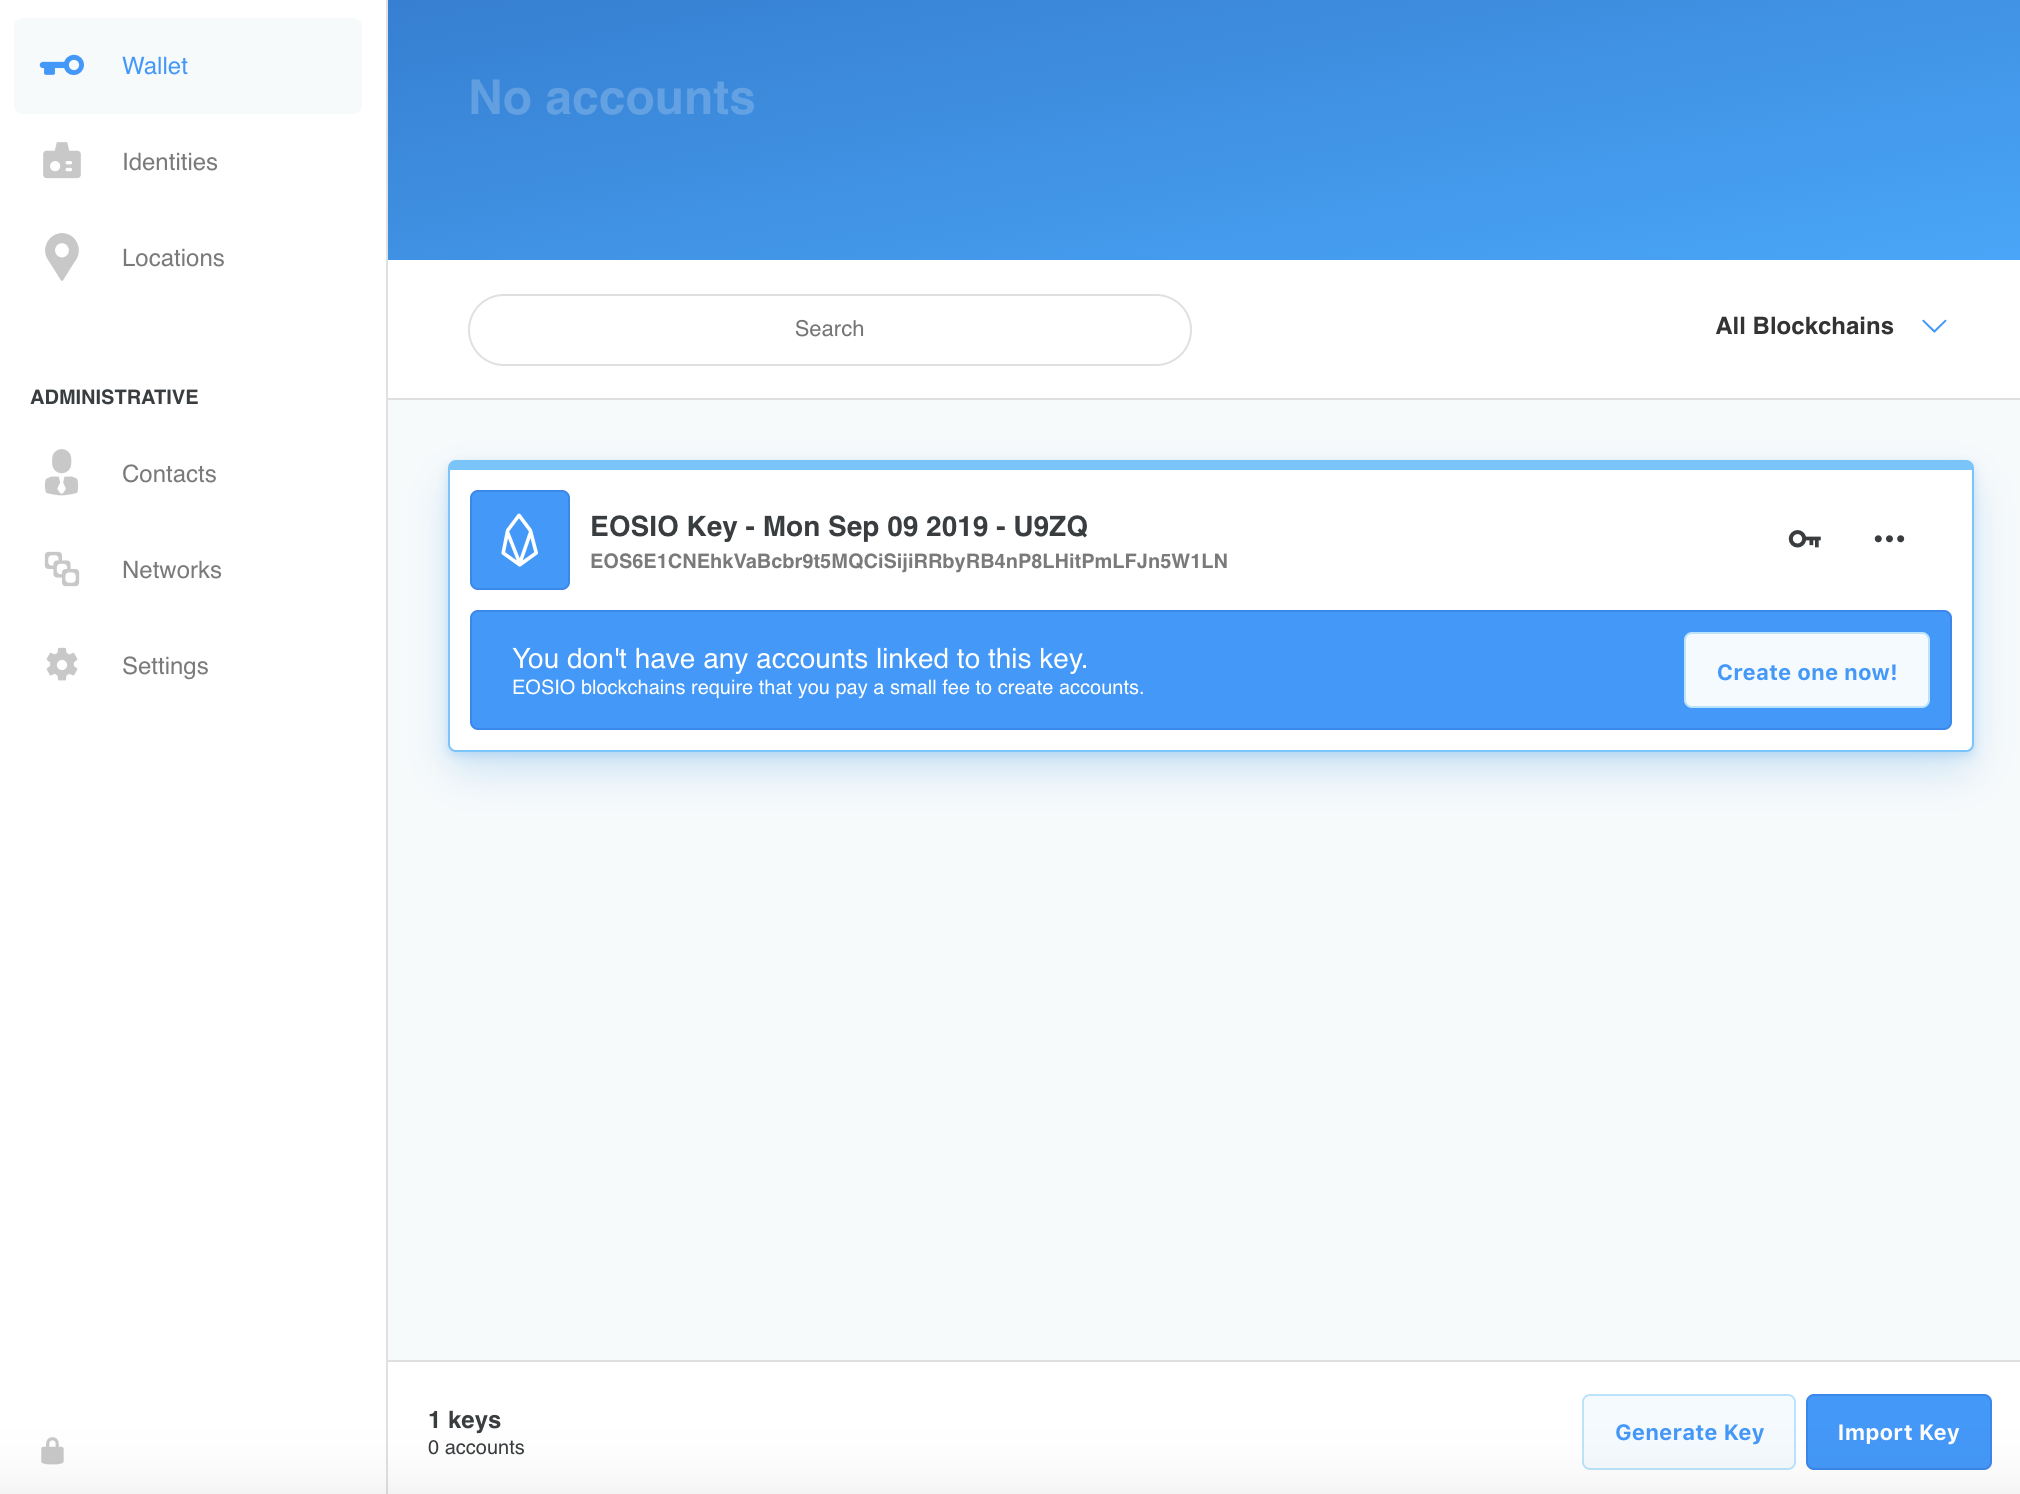 Wallet
Identities
Locations
ADMINISTRATIVE
Contacts
Networks
Settings
No accounts
Search
All Blockchains
EOSIO Key - Mon Sep 09 2019 - U9ZQ
EOS6E1CNEhkVaBcbr9t5MQCiSijiRRbyRB4nP8LHitPmLFJn5W1LN
You don't have any accounts linked to this key.
EOSIO blockchains require that you pay a small fee to create accounts.
Create one now!
1 keys
0 accounts
Generate Key
Import Key